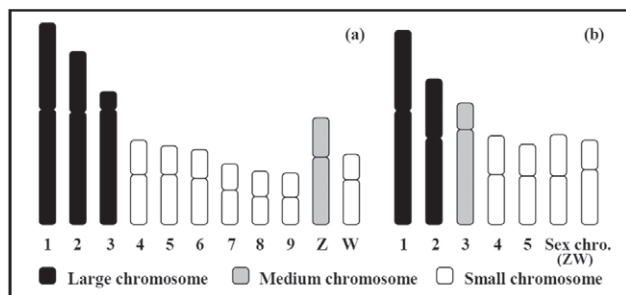 (a) (b)
1 2 3 4 5 6 7 8 9 Z W 1 2 3 4 5 Sex chro.
(ZW)
Large chromosome Medium chromosome Small chromosome